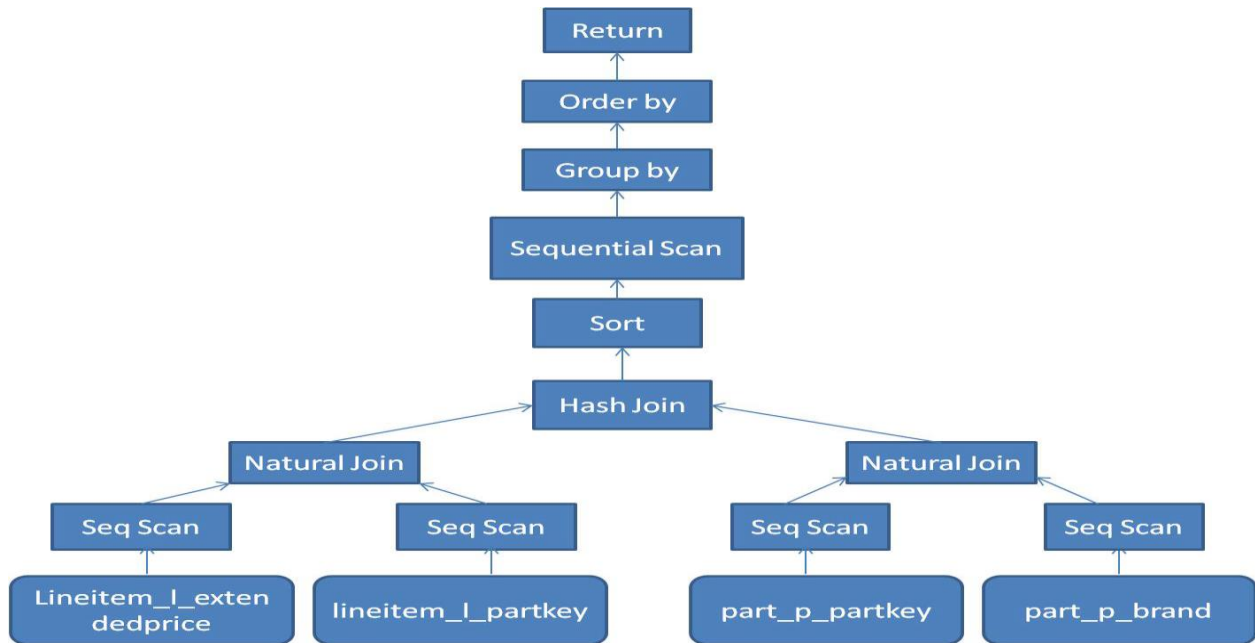 Return
Order by
Group by
Sequential Scan
Sort
Hash Join
Natural Join
Natural Join
Seq Scan
Seq Scan
Seq Scan
Seq Scan
Lineitem_l_exten
dedprice
lineitem_l_partkey
part_p_partkey
part_p_brand